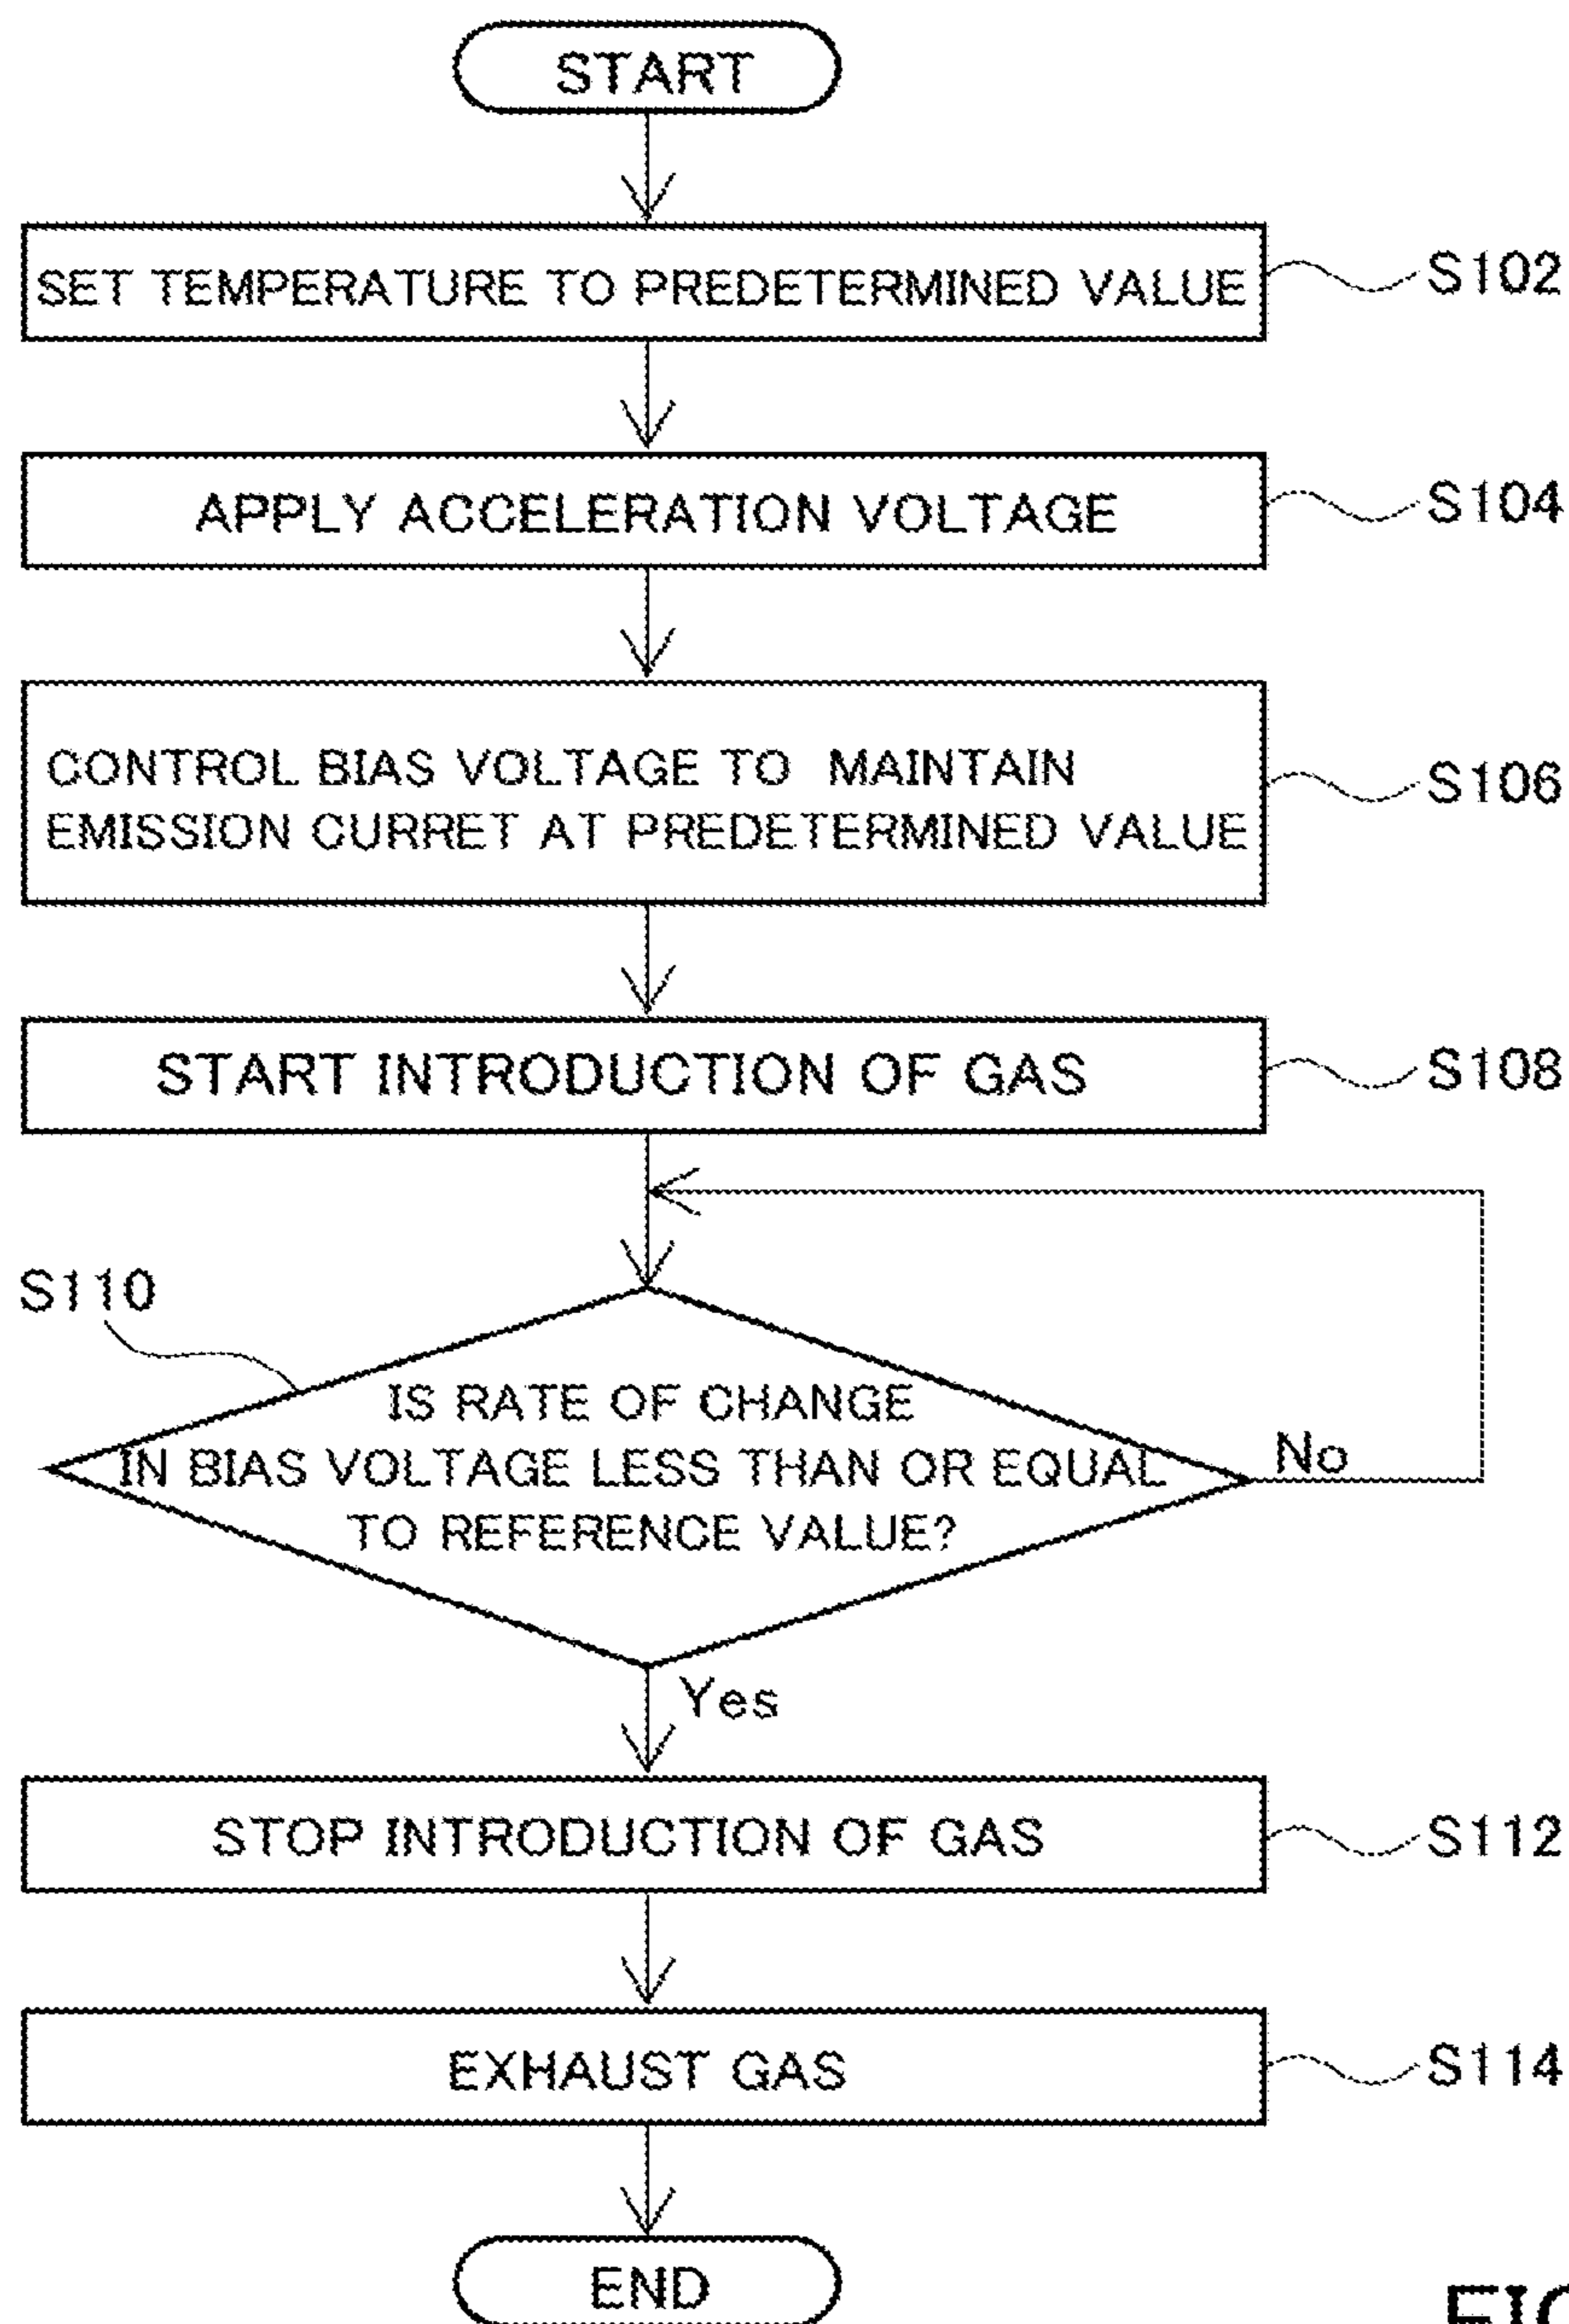 START
SET TEMPERATURE TO PREDETERMINED VALUE
S102
APPLY ACCELERATION VOLTAGE
S104
CONTROL BIAS VOLTAGE TO MAINTAIN
EMISSION CURRET AT PREDETERMINED VALUE
S106
START INTRODUCTION OF GAS
S108
S110
IS RATE OF CHANGE
IN BIAS VOLTAGE LESS THAN OR EQUAL
TO REFERENCE VALUE?
No
Yes
STOP INTRODUCTION OF GAS
S112
EXHAUST GAS
S114
END